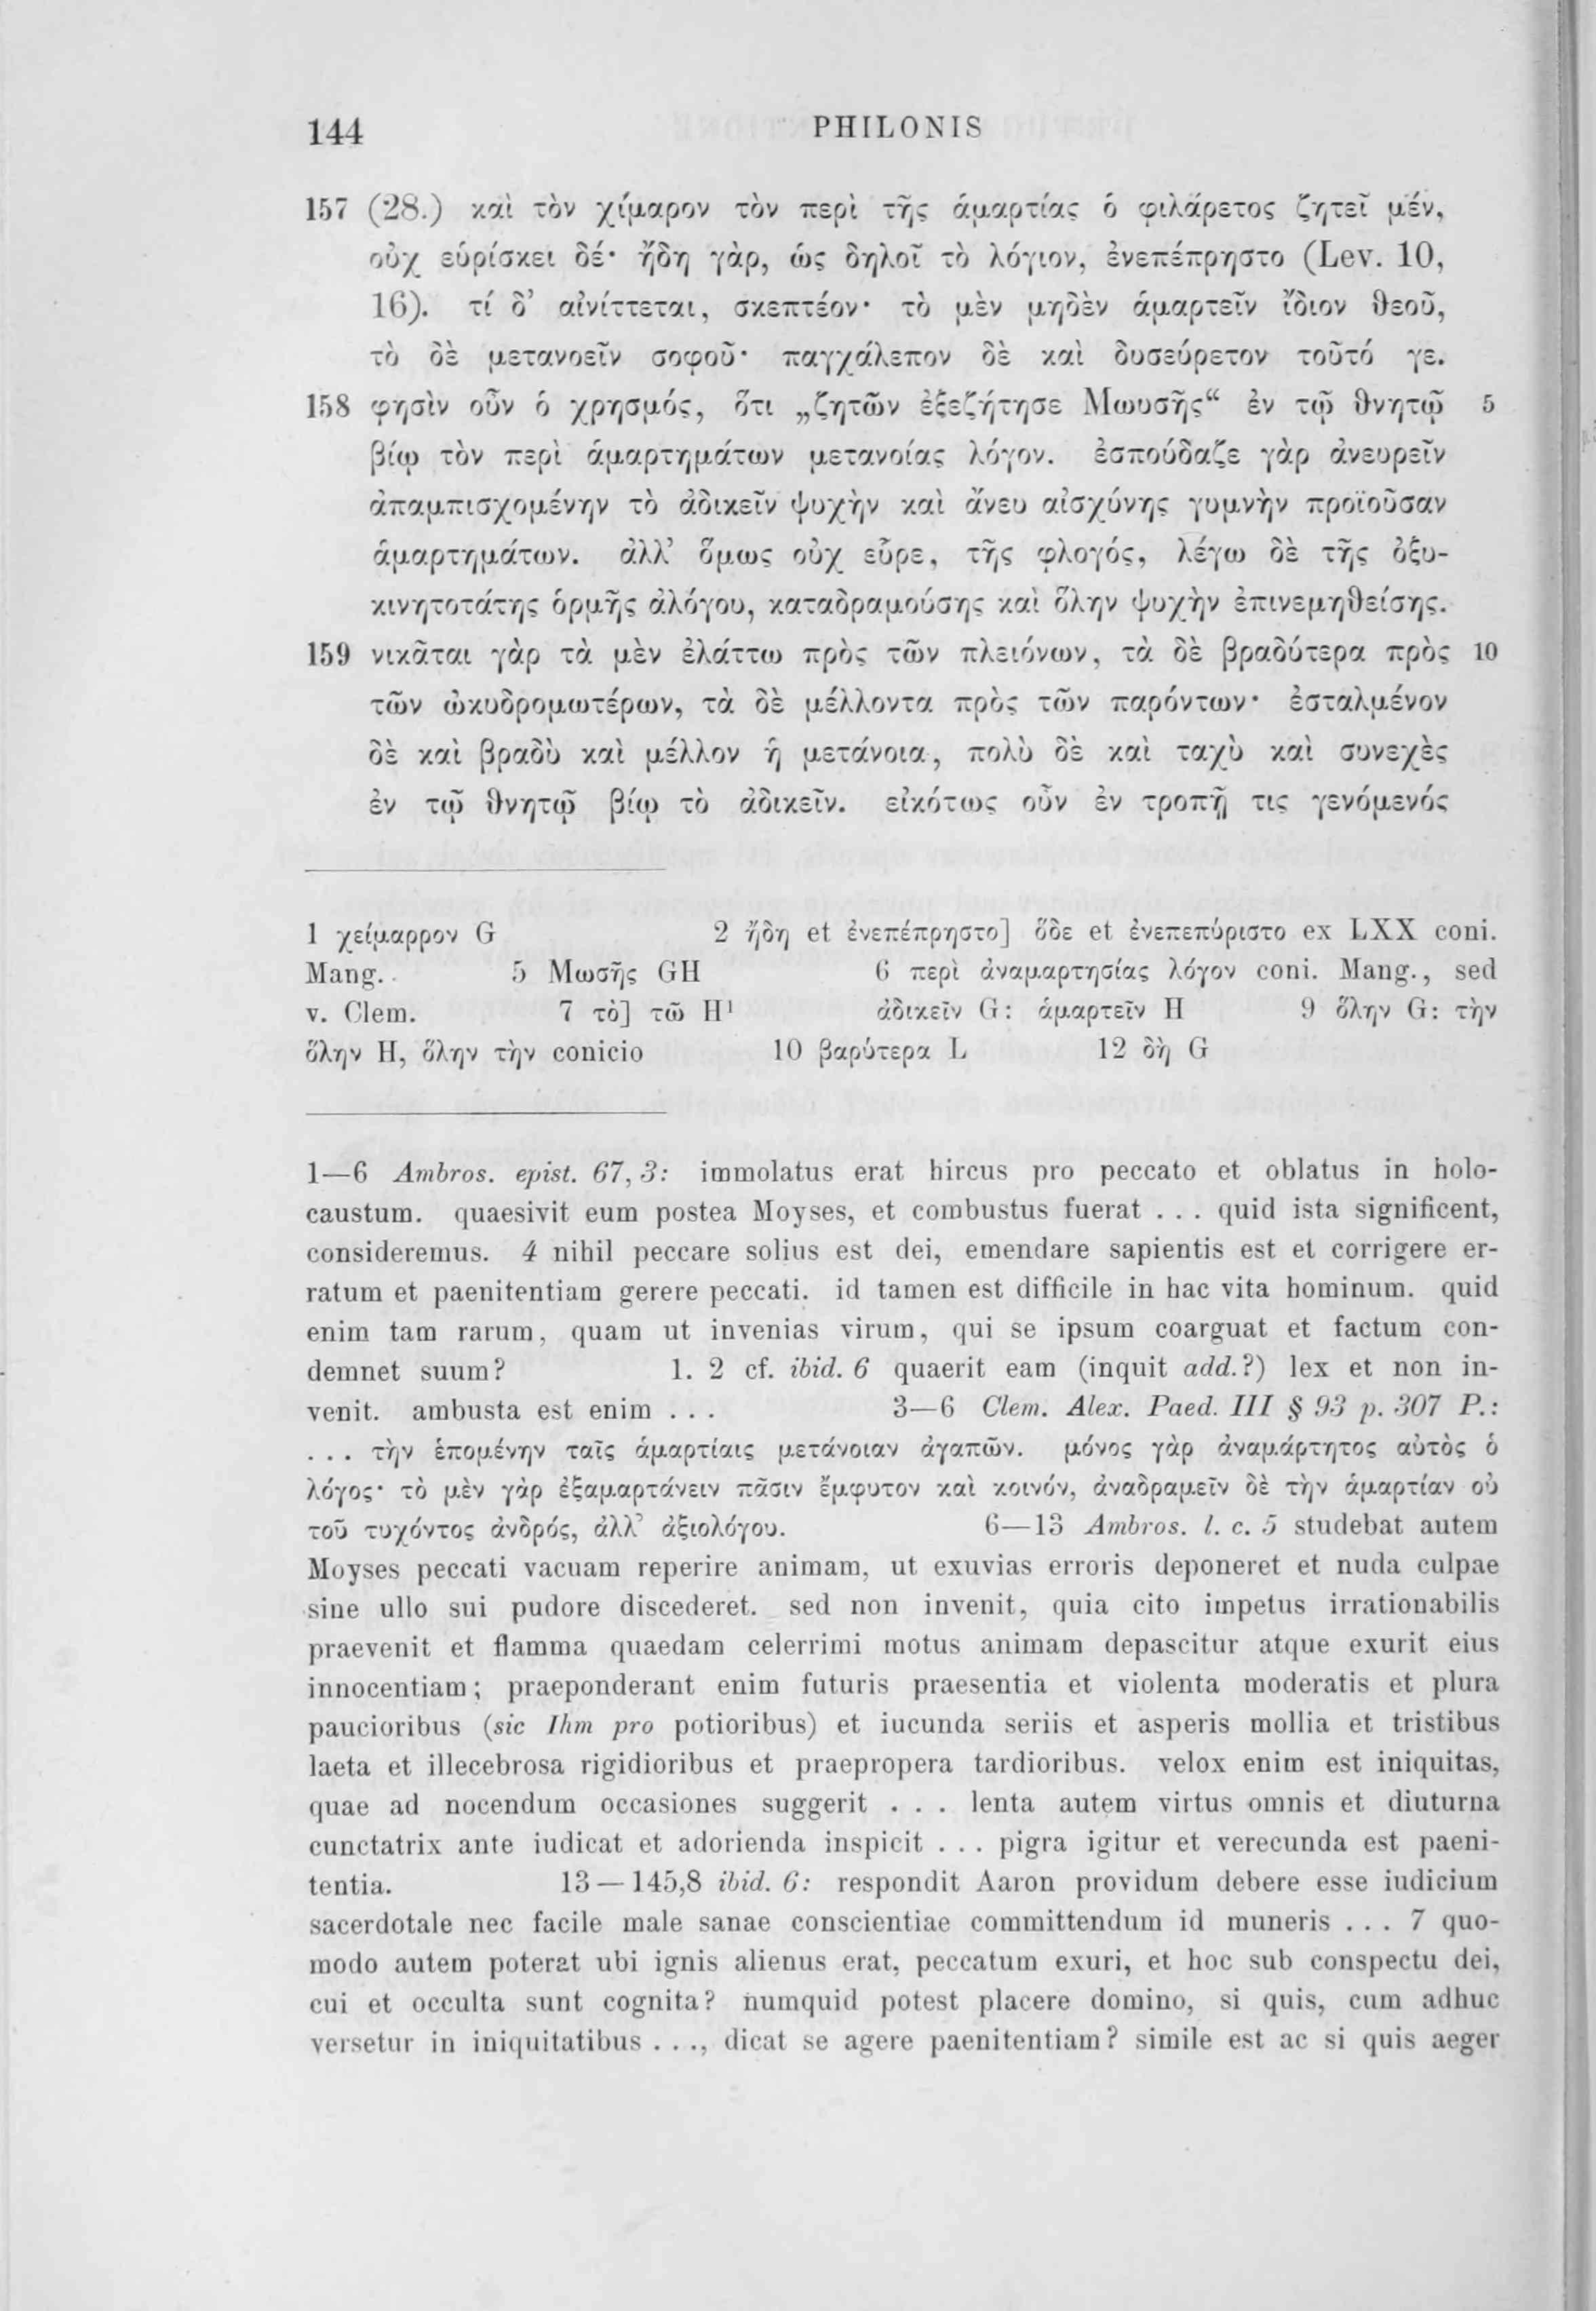 144 PHILONIS
157 (28.) καὶ τὸν χίμαρον τὸν περὶ τῆς ἁμαρτίας ὁ φιλάρετος ζητεῖ μέν,
οὐχ εὑρίσκει δέ· ἤδη γὰρ, ὡς δηλοῖ τὸ λόγιον, ἐνεπέπρηστο (Lev. 10,
16). τί δ’ αἰνίττεται, σκεπτέον· τὸ μὲν μηδὲν ἁμαρτεῖν ἴδιον θεοῦ,
τὸ δὲ μετανοεῖν σοφοῦ· παγχάλεπον δὲ καὶ δυσεύρετον τοῦτό γε.
158 φησὶν οὖν ὁ χρησμός, ὅτι „ζητῶν ἐξεζήτησε Μωυσῆς“ ἐν τῷ θνητῷ 5
βίῳ τὸν περὶ ἁμαρτημάτων μετανοίας λόγον. ἐσπούδαζε γὰρ ἀνευρεῖν
ἀπαμπισχομένην τὸ ἀδικεῖν ψυχὴν καὶ ἄνευ αἰσχύνης γυμνὴν προϊοῦσαν
ἁμαρτημάτων. ἀλλ’ ὅμως οὐχ εὗρε, τῆς φλογός, λέγω δὲ τῆς ὀξυ-
κινητοτάτης ὁρμῆς ἀλόγου, καταδραμούσης καὶ ὅλην ψυχὴν ἐπινεμηθείσης.
159 νικᾶται γὰρ τὰ μὲν ἐλάττω πρὸς τῶν πλειόνων, τὰ δὲ βραδύτερα πρὸς 10
τῶν ὠκυδρομωτέρων, τὰ δὲ μέλλοντα πρὸς τῶν παρόντων· ἐσταλμένον
δὲ καὶ βραδὺ καὶ μέλλον ἡ μετάνοια, πολὺ δὲ καὶ ταχὺ καὶ συνεχὲς
ἐν τῷ θνητῷ βίῳ τὸ ἀδικεῖν. εἰκότως οὖν ἐν τροπῇ τις γενόμενός
1 χείμαρρον G 2 ἤδη et ἐνεπέπρηστο] ὅδε et ἐνεπεπύριστο ex LXX coni.
Mang. 5 Μωσῆς GH 6 περὶ ἀναμαρτησίας λόγον coni. Mang., sed
v. Clem. 7 τὸ] τῶ H¹ ἀδικεῖν G: ἁμαρτεῖν H 9 ὅλην G: τὴν
ὅλην H, ὅλην τὴν conicio 10 βαρύτερα L 12 δὴ G
1—6 Ambros. epist. 67, 3: immolatus erat hircus pro peccato et oblatus in holo-
caustum. quaesivit eum postea Moyses, et combustus fuerat . . . quid ista significent,
consideremus. 4 nihil peccare solius est dei, emendare sapientis est et corrigere er-
ratum et paenitentiam gerere peccati. id tamen est difficile in hac vita hominum. quid
enim tam rarum, quam ut invenias virum, qui se ipsum coarguat et factum con-
demnet suum? 1. 2 cf. ibid. 6 quaerit eam (inquit add.?) lex et non in-
venit. ambusta est enim . . . 3—6 Clem. Alex. Paed. III § 93 p. 307 P.:
. . . τὴν ἑπομένην ταῖς ἁμαρτίαις μετάνοιαν ἀγαπῶν. μόνος γὰρ ἀναμάρτητος αὐτὸς ὁ
λόγος· τὸ μὲν γὰρ ἐξαμαρτάνειν πᾶσιν ἔμφυτον καὶ κοινόν, ἀναδραμεῖν δὲ τὴν ἁμαρτίαν οὐ
τοῦ τυχόντος ἀνδρός, ἀλλ’ ἀξιολόγου. 6—13 Ambros. l. c. 5 studebat autem
Moyses peccati vacuam reperire animam, ut exuvias erroris deponeret et nuda culpae
sine ullo sui pudore discederet. sed non invenit, quia cito impetus irrationabilis
praevenit et flamma quaedam celerrimi motus animam depascitur atque exurit eius
innocentiam; praeponderant enim futuris praesentia et violenta moderatis et plura
paucioribus (sic Ihm pro potioribus) et iucunda seriis et asperis mollia et tristibus
laeta et illecebrosa rigidioribus et praepropera tardioribus. velox enim est iniquitas,
quae ad nocendum occasiones suggerit . . . lenta autem virtus omnis et diuturna
cunctatrix ante iudicat et adorienda inspicit . . . pigra igitur et verecunda est paeni-
tentia. 13—145,8 ibid. 6: respondit Aaron providum debere esse iudicium
sacerdotale nec facile male sanae conscientiae committendum id muneris . . . 7 quo-
modo autem poterat ubi ignis alienus erat, peccatum exuri, et hoc sub conspectu dei,
cui et occulta sunt cognita? numquid potest placere domino, si quis, cum adhuc
versetur in iniquitatibus . . ., dicat se agere paenitentiam? simile est ac si quis aeger